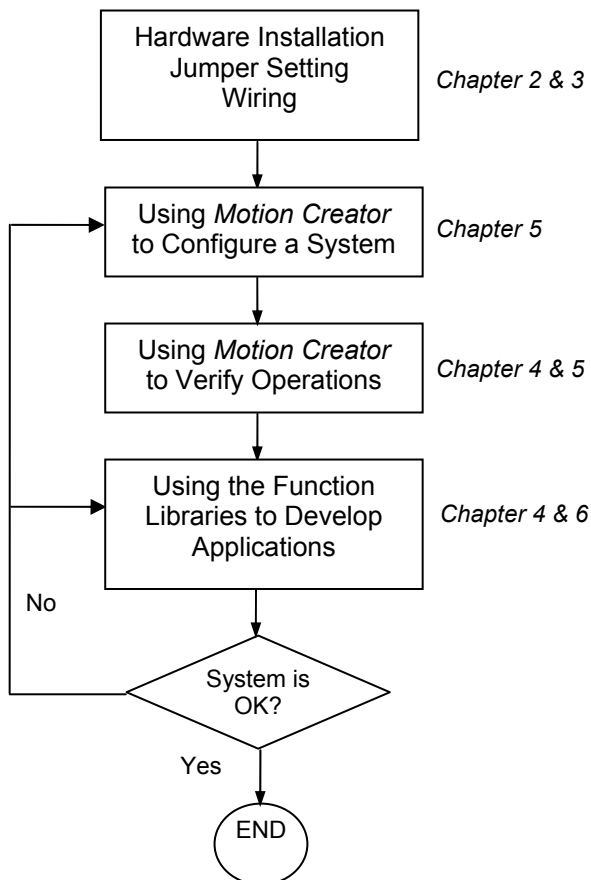 Hardware Installation
Jumper Setting
Wiring
Chapter 2 & 3
Using Motion Creator
to Configure a System
Chapter 5
Using Motion Creator
to Verify Operations
Chapter 4 & 5
Using the Function
Libraries to Develop
Applications
Chapter 4 & 6
No
System is
OK?
Yes
END